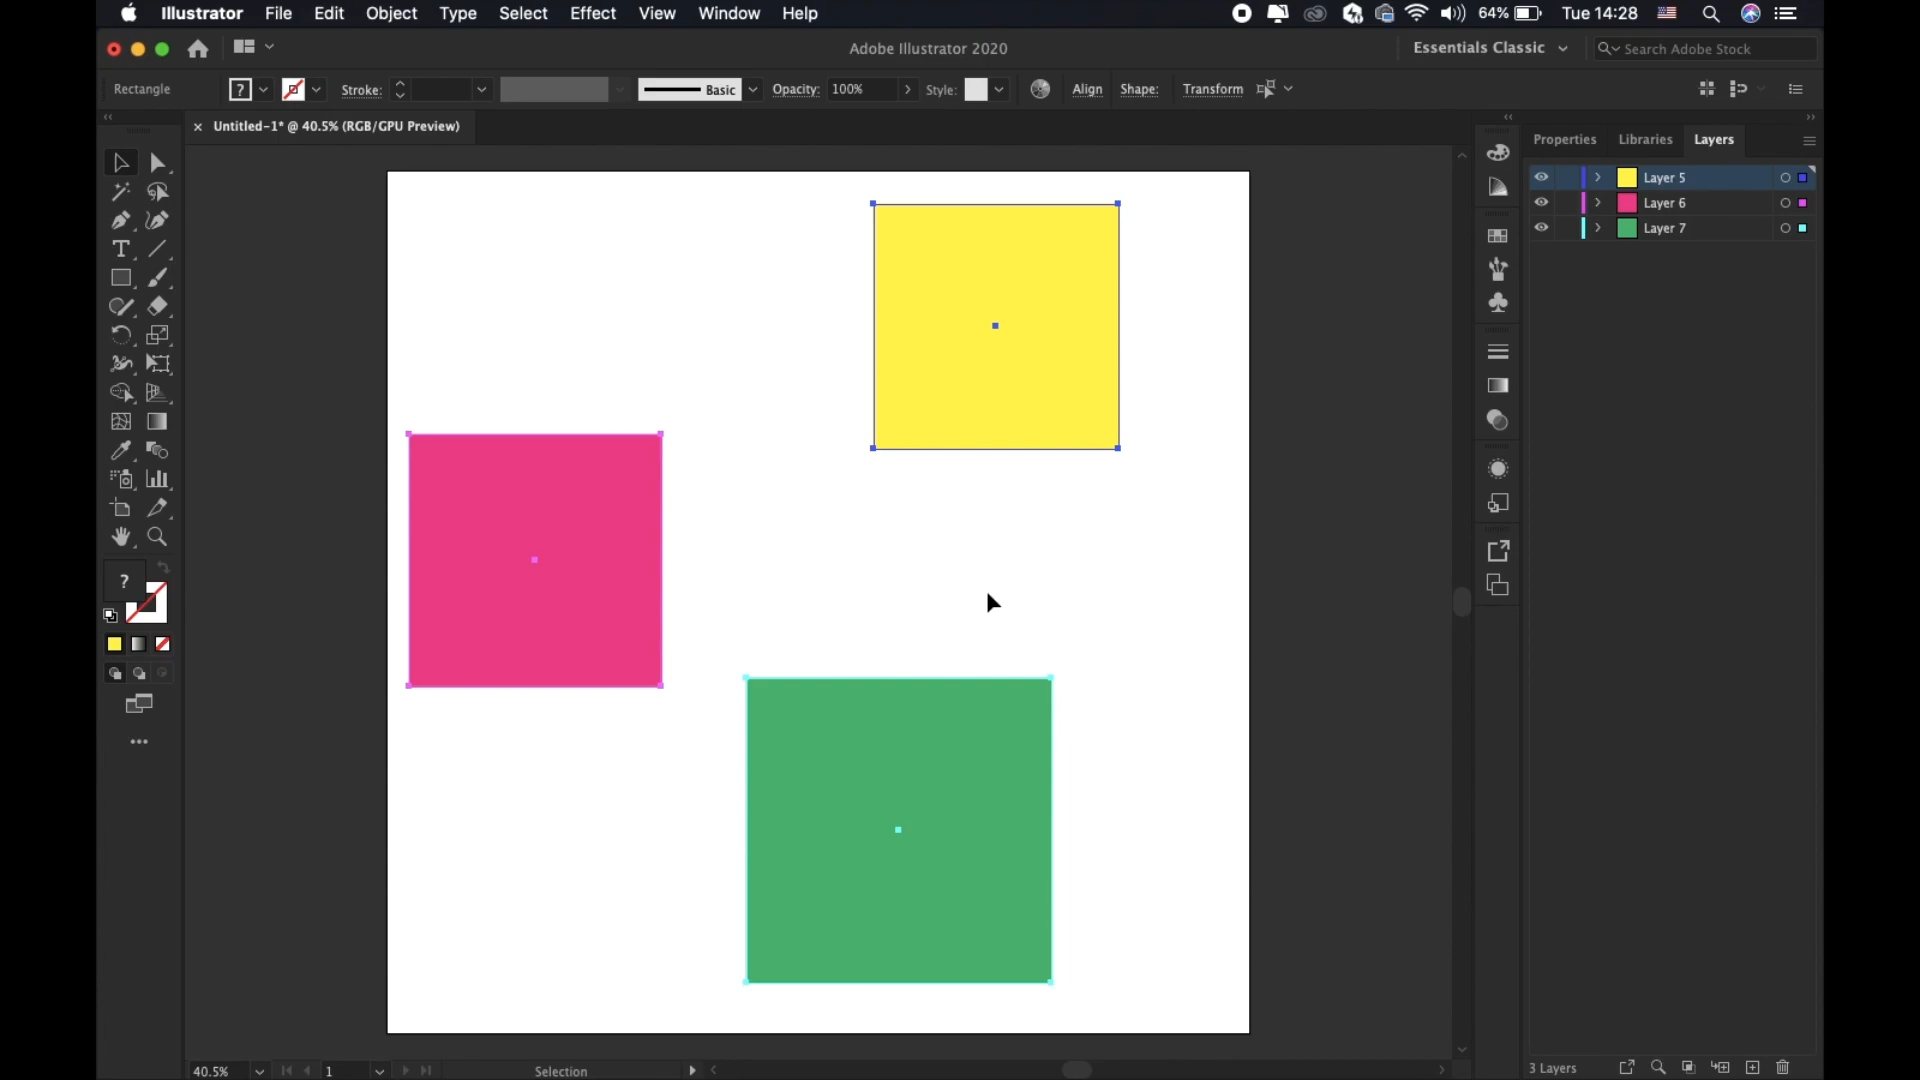 Illustrator File Edit Object Type Select Effect View Window Help 64% Tue 14:28
Adobe Illustrator 2020 Essentials Classic Search Adobe Stock
Rectangle ? Stroke: Basic Opacity: 100% Style: Align Shape: Transform
× Untitled-1* @ 40.5% (RGB/GPU Preview) Properties Libraries Layers
Layer 5
Layer 6
Layer 7
?
40.5% 1 Selection 3 Layers